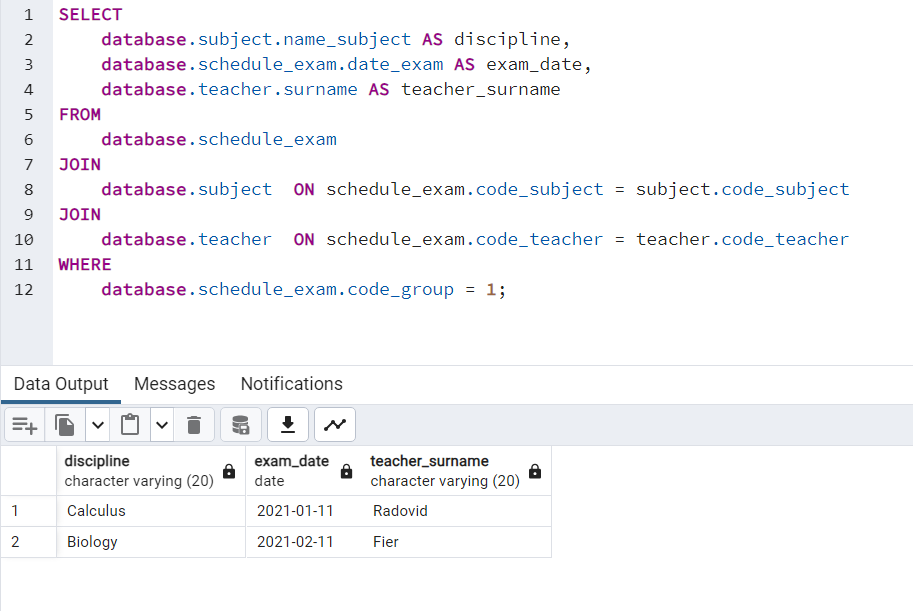 1 SELECT
2 database.subject.name_subject AS discipline,
3 database.schedule_exam.date_exam AS exam_date,
4 database.teacher.surname AS teacher_surname
5 FROM
6 database.schedule_exam
7 JOIN
8 database.subject  ON schedule_exam.code_subject = subject.code_subject
9 JOIN
10 database.teacher  ON schedule_exam.code_teacher = teacher.code_teacher
11 WHERE
12 database.schedule_exam.code_group = 1;
Data Output Messages Notifications
discipline exam_date teacher_surname
character varying (20) date character varying (20)
1 Calculus 2021-01-11 Radovid
2 Biology 2021-02-11 Fier